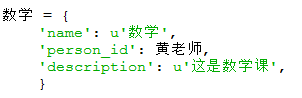 数学 = {
'name': u'数学',
'person_id': 黄老师,
'description': u'这是数学课',
}